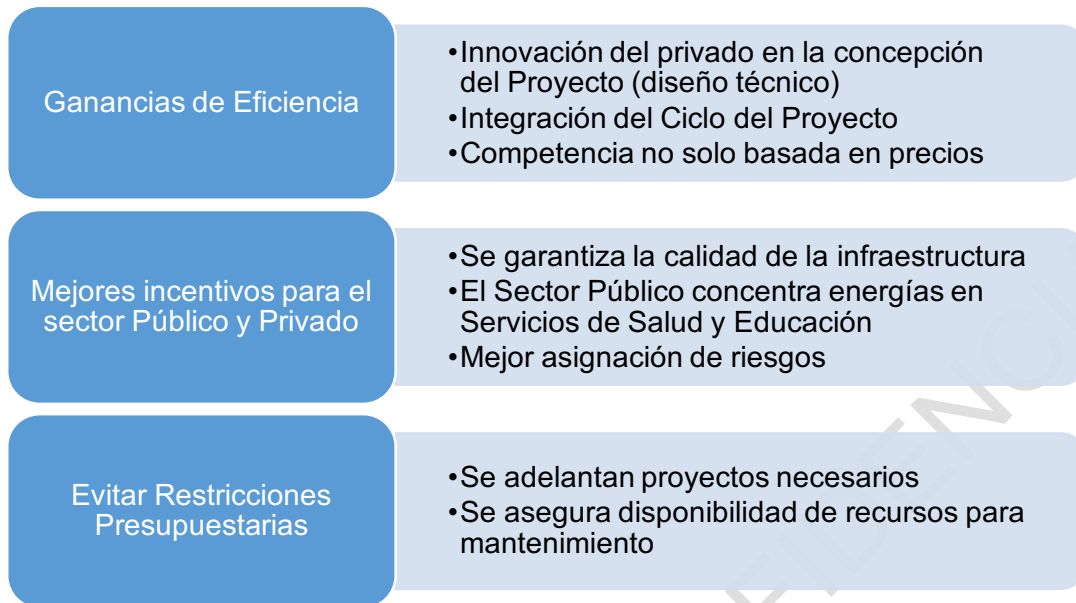 Ganancias de Eficiencia
•Innovación del privado en la concepción
del Proyecto (diseño técnico)
•Integración del Ciclo del Proyecto
•Competencia no solo basada en precios
Mejores incentivos para el
sector Público y Privado
•Se garantiza la calidad de la infraestructura
•El Sector Público concentra energías en
Servicios de Salud y Educación
•Mejor asignación de riesgos
Evitar Restricciones
Presupuestarias
•Se adelantan proyectos necesarios
•Se asegura disponibilidad de recursos para
mantenimiento